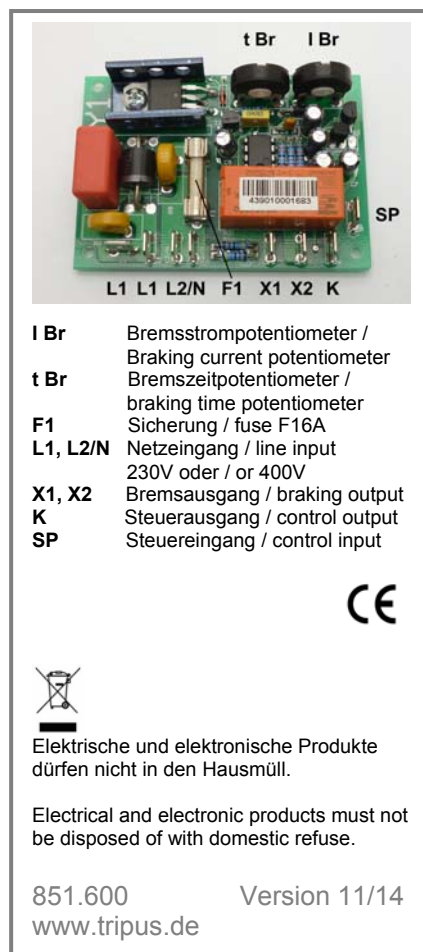 t Br I Br
Y1
439010001683
SP
L1 L1 L2/N F1 X1 X2 K
I Br Bremsstrompotentiometer /
Braking current potentiometer
t Br Bremszeitpotentiometer /
braking time potentiometer
F1 Sicherung / fuse F16A
L1, L2/N Netzeingang / line input
230V oder / or 400V
X1, X2 Bremsausgang / braking output
K Steuerausgang / control output
SP Steuereingang / control input
CE
Elektrische und elektronische Produkte
dürfen nicht in den Hausmüll.
Electrical and electronic products must not
be disposed of with domestic refuse.
851.600 Version 11/14
www.tripus.de